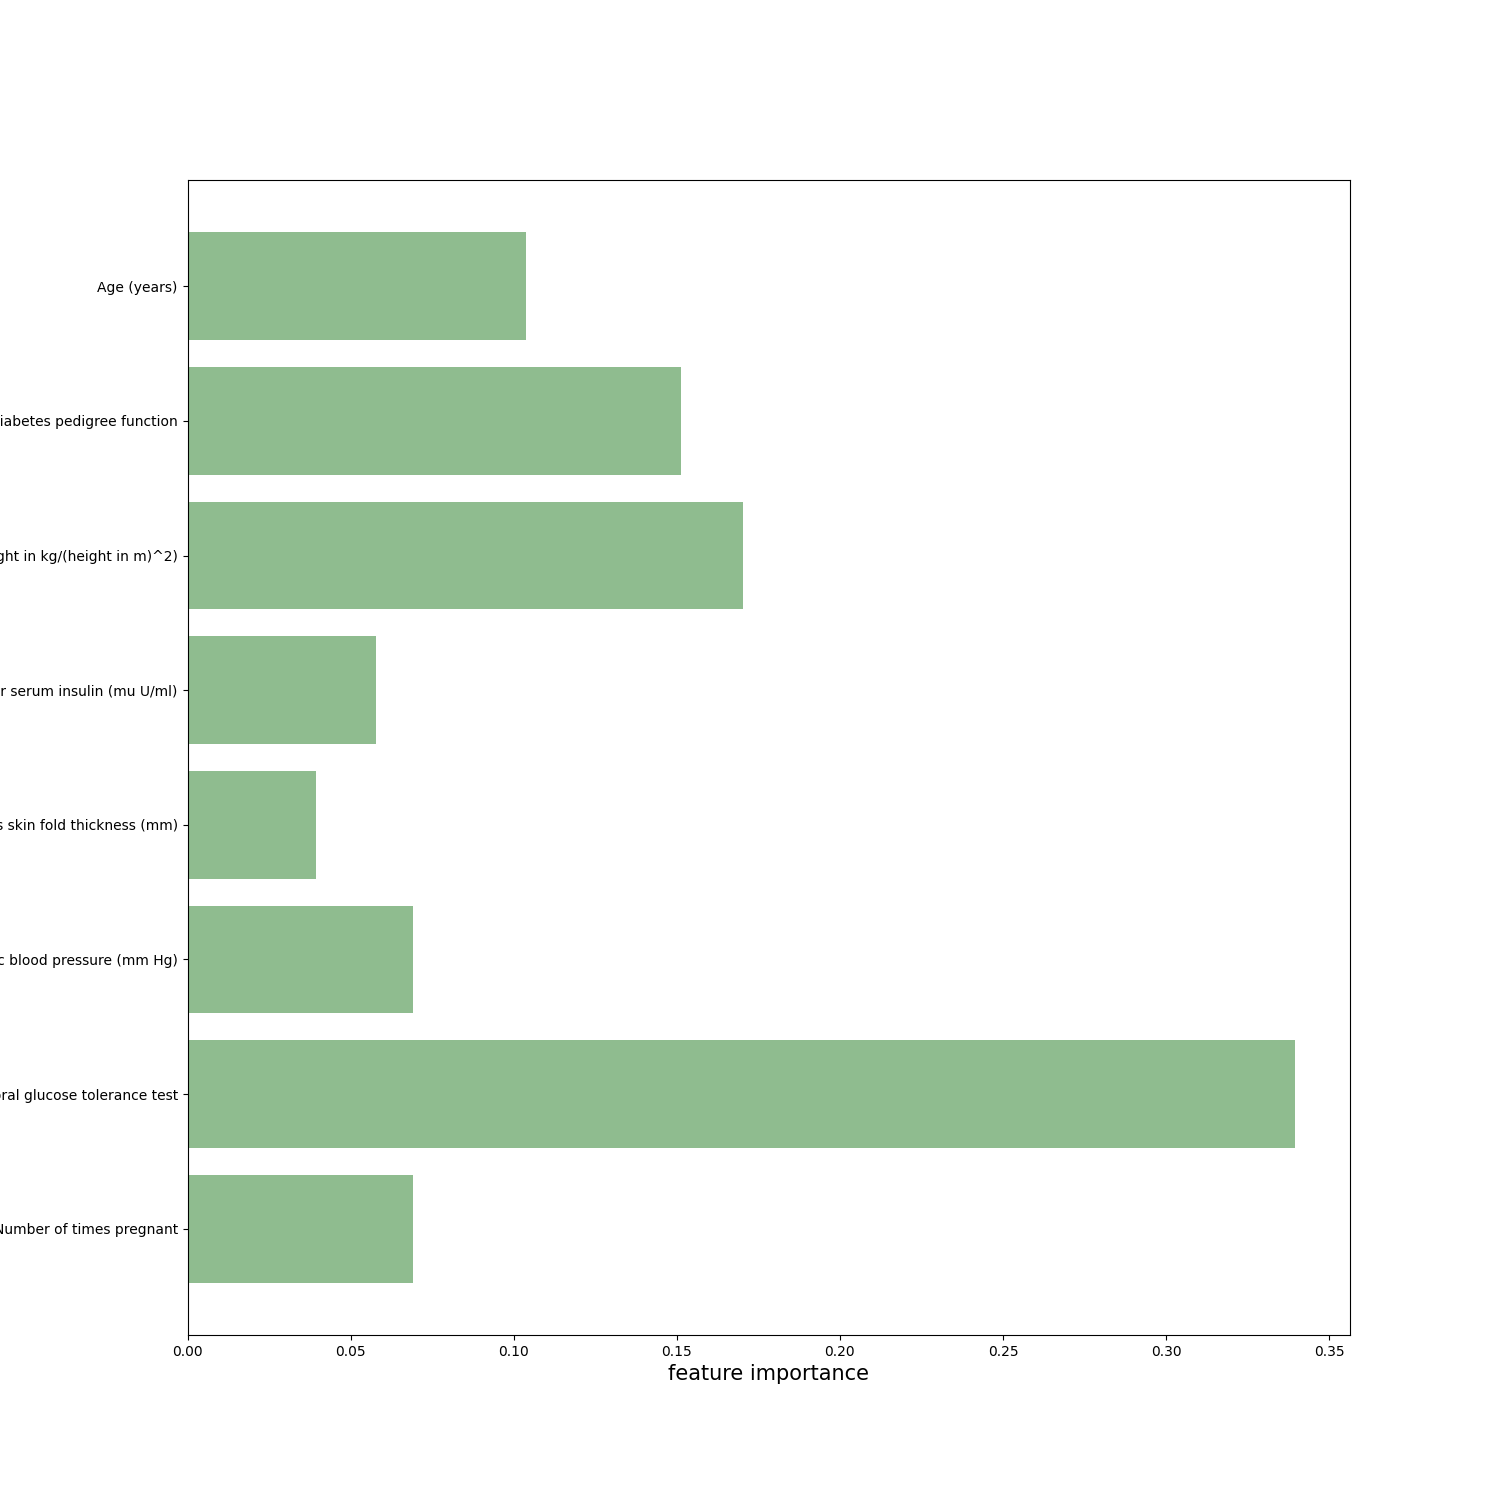 Age (years)
iabetes pedigree function
ght in kg/(height in m)^2)
r serum insulin (mu U/ml)
s skin fold thickness (mm)
c blood pressure (mm Hg)
oral glucose tolerance test
Number of times pregnant
0.00 0.05 0.10 0.15 0.20 0.25 0.30 0.35
feature importance